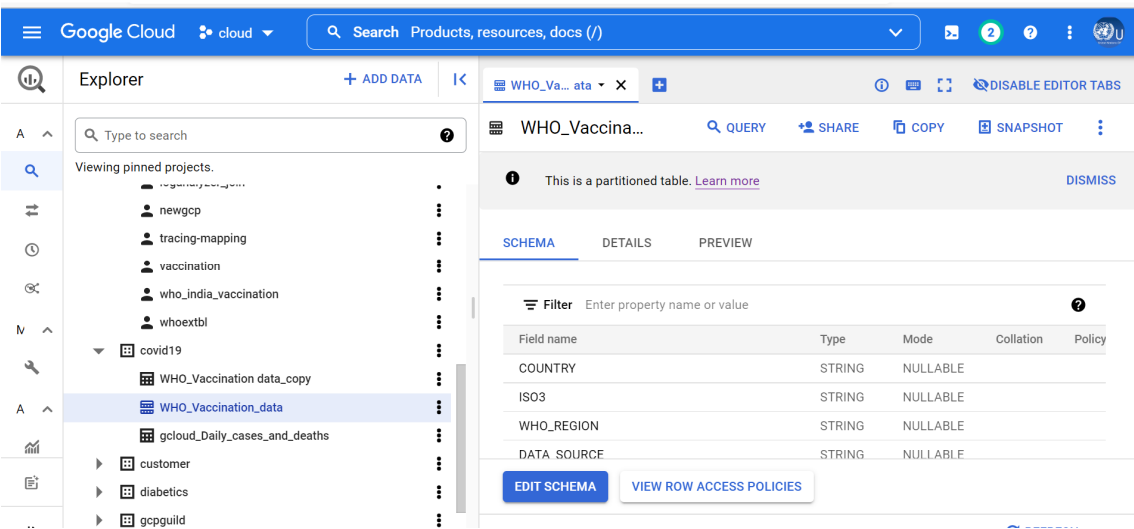 Google Cloud cloud Search Products, resources, docs (/) 2 U
Explorer + ADD DATA
A
Type to search
Viewing pinned projects.
newgcp
tracing-mapping
vaccination
who_india_vaccination
M
whoextbl
covid19
WHO_Vaccination data_copy
A
WHO_Vaccination_data
gcloud_Daily_cases_and_deaths
customer
diabetics
gcpguild
WHO_Va... ata DISABLE EDITOR TABS
WHO_Vaccina... QUERY SHARE COPY SNAPSHOT
This is a partitioned table. Learn more DISMISS
SCHEMA DETAILS PREVIEW
Filter Enter property name or value
Field name Type Mode Collation Policy
COUNTRY STRING NULLABLE
ISO3 STRING NULLABLE
WHO_REGION STRING NULLABLE
DATA_SOURCE STRING NULLABLE
EDIT SCHEMA VIEW ROW ACCESS POLICIES